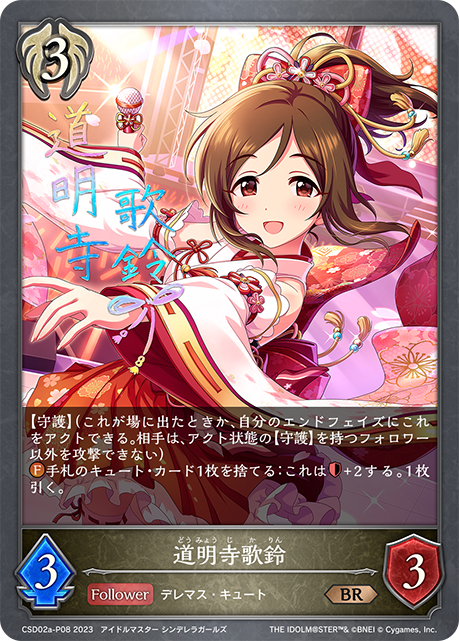 3
道明寺
歌鈴
【守護】(これが場に出たときか、自分のエンドフェイズにこれ
をアクトできる。相手は、アクト状態の【守護】を持つフォロワー
以外を攻撃できない)
F 手札のキュート・カード1枚を捨てる:これは+2する。1枚
引く。
どうみょうじかりん
道明寺歌鈴
3
Follower デレマス・キュート BR
3
CSD02a-P08 2023 アイドルマスター シンデレラガールズ THE IDOLM@STER™& ©BNEI © Cygames, Inc.